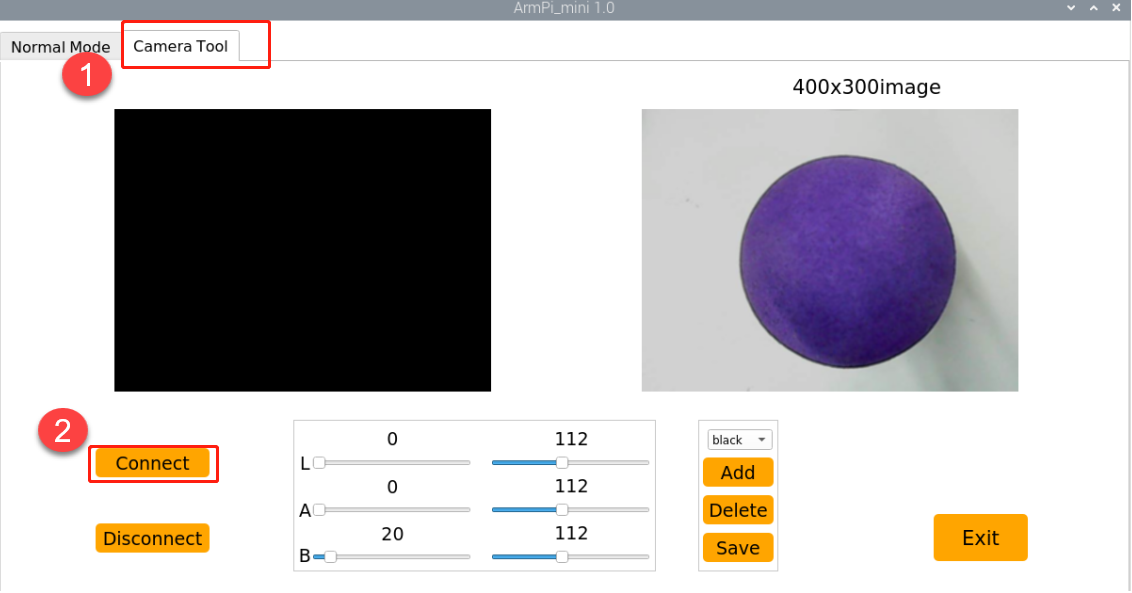 ArmPi_mini 1.0
Normal Mode
Camera Tool
1
400x300image
2
Connect
Disconnect
0
112
L
0
112
A
20
112
B
black
Add
Delete
Save
Exit